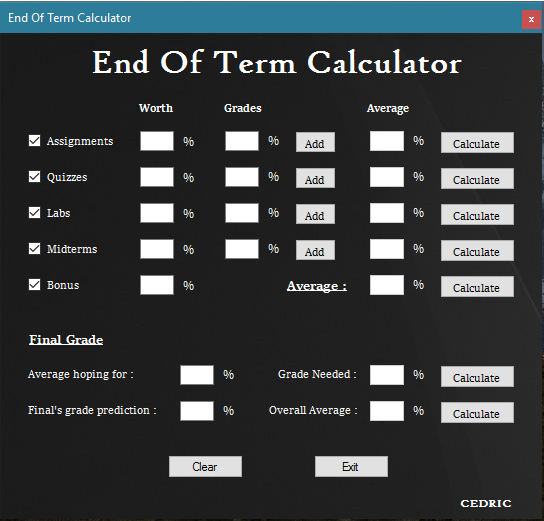 End Of Term Calculator x
End Of Term Calculator
Worth Grades Average
Assignments % % Add % Calculate
Quizzes % % Add % Calculate
Labs % % Add % Calculate
Midterms % % Add % Calculate
Bonus % Average : % Calculate
Final Grade
Average hoping for : % Grade Needed : % Calculate
Final's grade prediction : % Overall Average : % Calculate
Clear Exit
CEDRIC